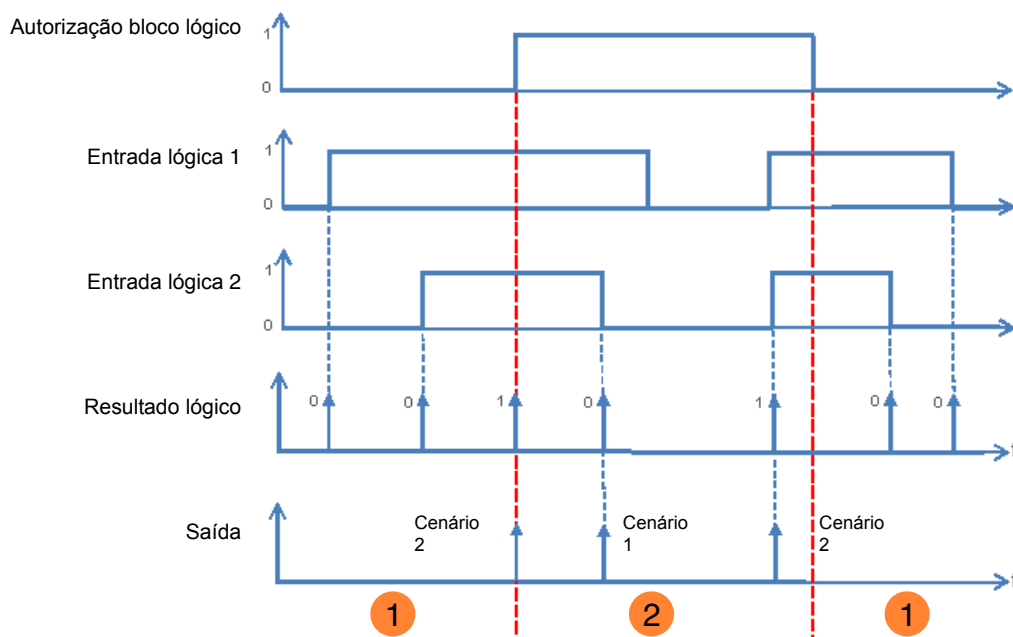 Autorização bloco lógico
1
0
Entrada lógica 1
1
0
Entrada lógica 2
1
0
Resultado lógico
0
0
1
0
1
0
0
t
Saída
Cenário
2
Cenário
1
Cenário
2
t
1
2
1